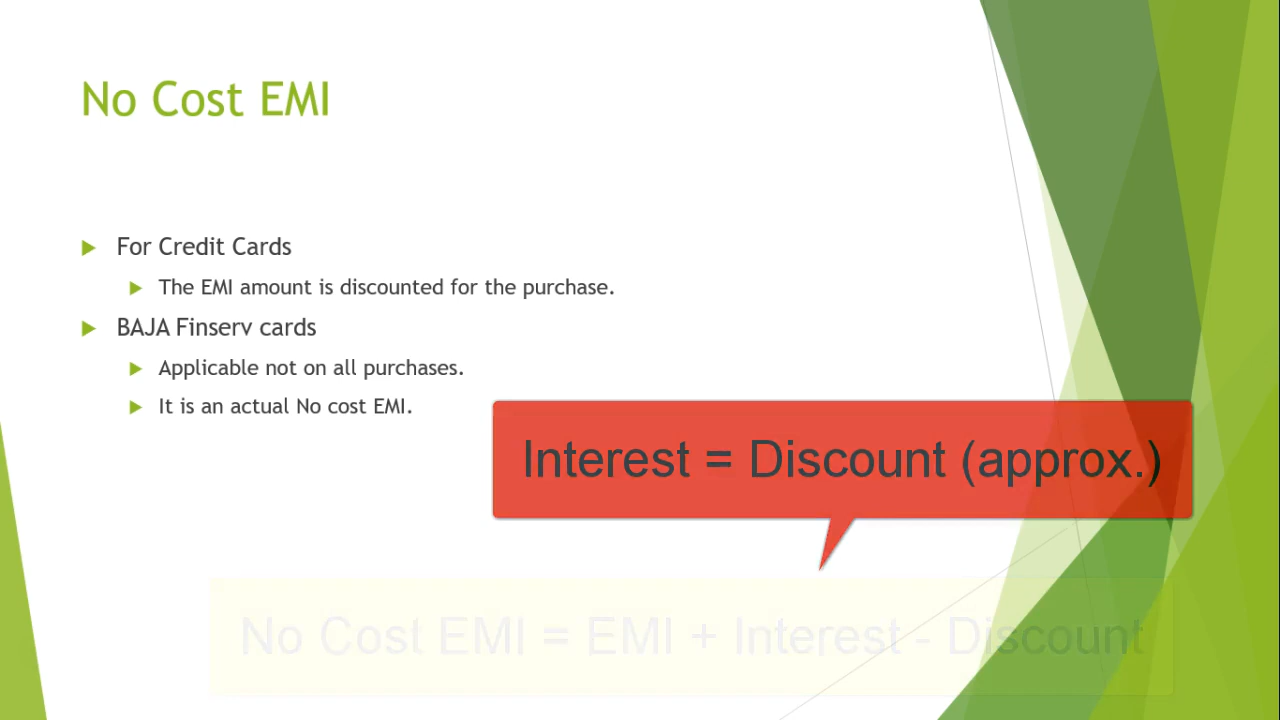 No Cost EMI
For Credit Cards
The EMI amount is discounted for the purchase.
BAJA Finserv cards
Applicable not on all purchases.
It is an actual No cost EMI.
Interest = Discount (approx.)
No Cost EMI = EMI + Interest - Discount